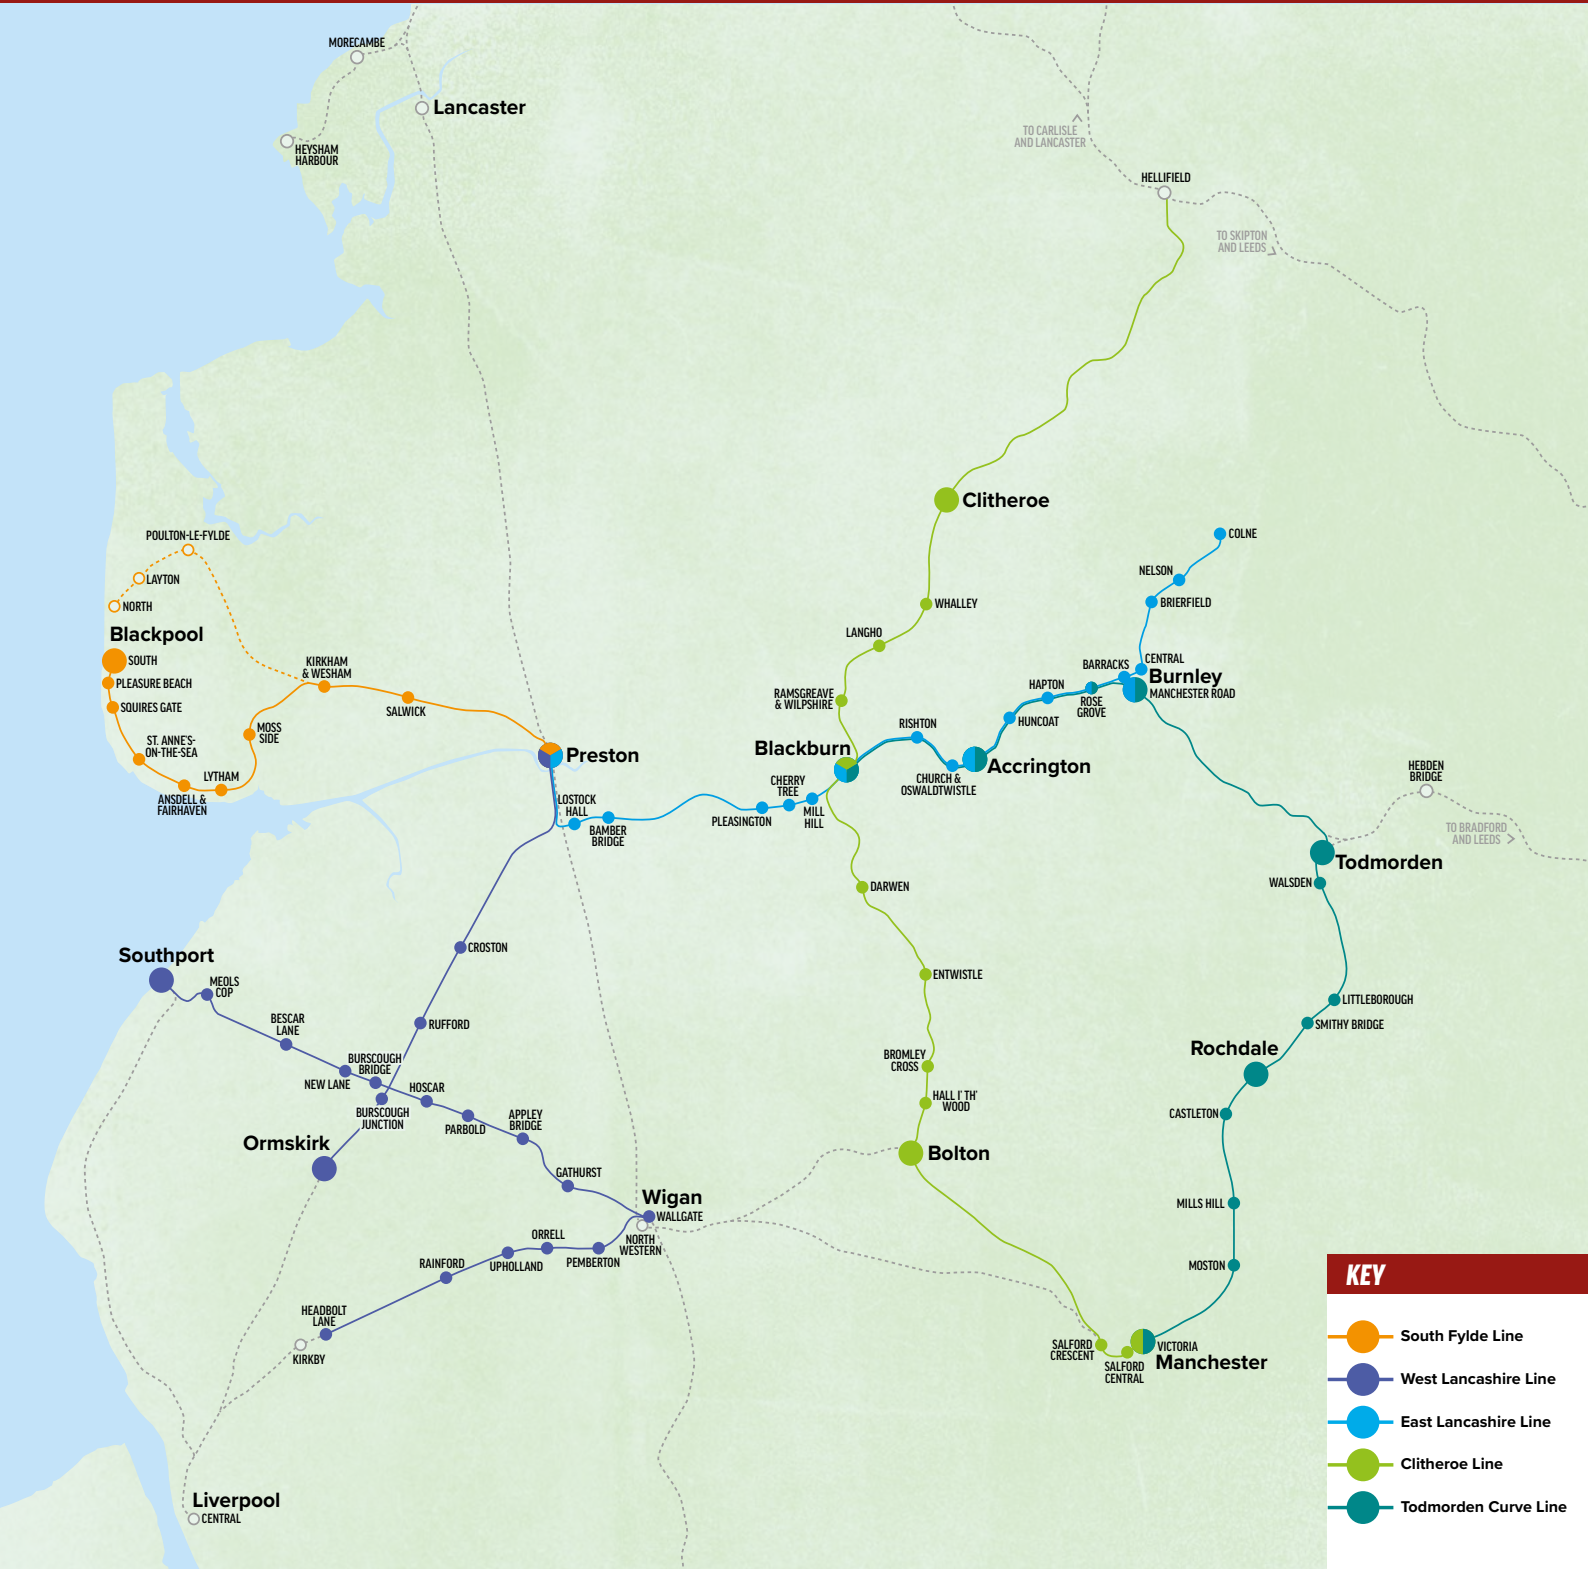 MORECAMBE
Lancaster
HEYSHAM
HARBOUR
TO CARLISLE
AND LANCASTER
HELLIFIELD
TO SKIPTON
AND LEEDS
Clitheroe
COLNE
NELSON
BRIERFIELD
WHALLEY
LANGHO
POULTON-LE-FYLDE
LAYTON
NORTH
Blackpool
SOUTH
PLEASURE BEACH
SQUIRES GATE
ST. ANNE'S-
ON-THE-SEA
ANSDELL &
FAIRHAVEN
LYTHAM
MOSS
SIDE
KIRKHAM
& WESHAM
SALWICK
Preston
LOSTOCK
HALL
BAMBER
BRIDGE
PLEASINGTON
CHERRY
TREE
MILL
HILL
RAMSGREAVE
& WILPSHIRE
Blackburn
RISHTON
CHURCH &
OSWALDTWISTLE
Accrington
HUNCOAT
HAPTON
ROSE
GROVE
BARRACKS
CENTRAL
Burnley
MANCHESTER ROAD
HEBDEN
BRIDGE
TO BRADFORD
AND LEEDS
Todmorden
WALSDEN
DARWEN
ENTWISTLE
BROMLEY
CROSS
HALL I' TH'
WOOD
Bolton
LITTLEBOROUGH
SMITHY BRIDGE
Rochdale
CASTLETON
MILLS HILL
MOSTON
SALFORD
CRESCENT
SALFORD
CENTRAL
VICTORIA
Manchester
Southport
MEOLS
COP
BESCAR
LANE
NEW LANE
BURSCOUGH
BRIDGE
BURSCOUGH
JUNCTION
CROSTON
RUFFORD
HOSCAR
PARBOLD
APPLEY
BRIDGE
GATHURST
Ormskirk
Wigan
WALLGATE
NORTH
WESTERN
PEMBERTON
ORRELL
UPHOLLAND
RAINFORD
HEADBOLT
LANE
KIRKBY
Liverpool
CENTRAL
KEY
South Fylde Line
West Lancashire Line
East Lancashire Line
Clitheroe Line
Todmorden Curve Line